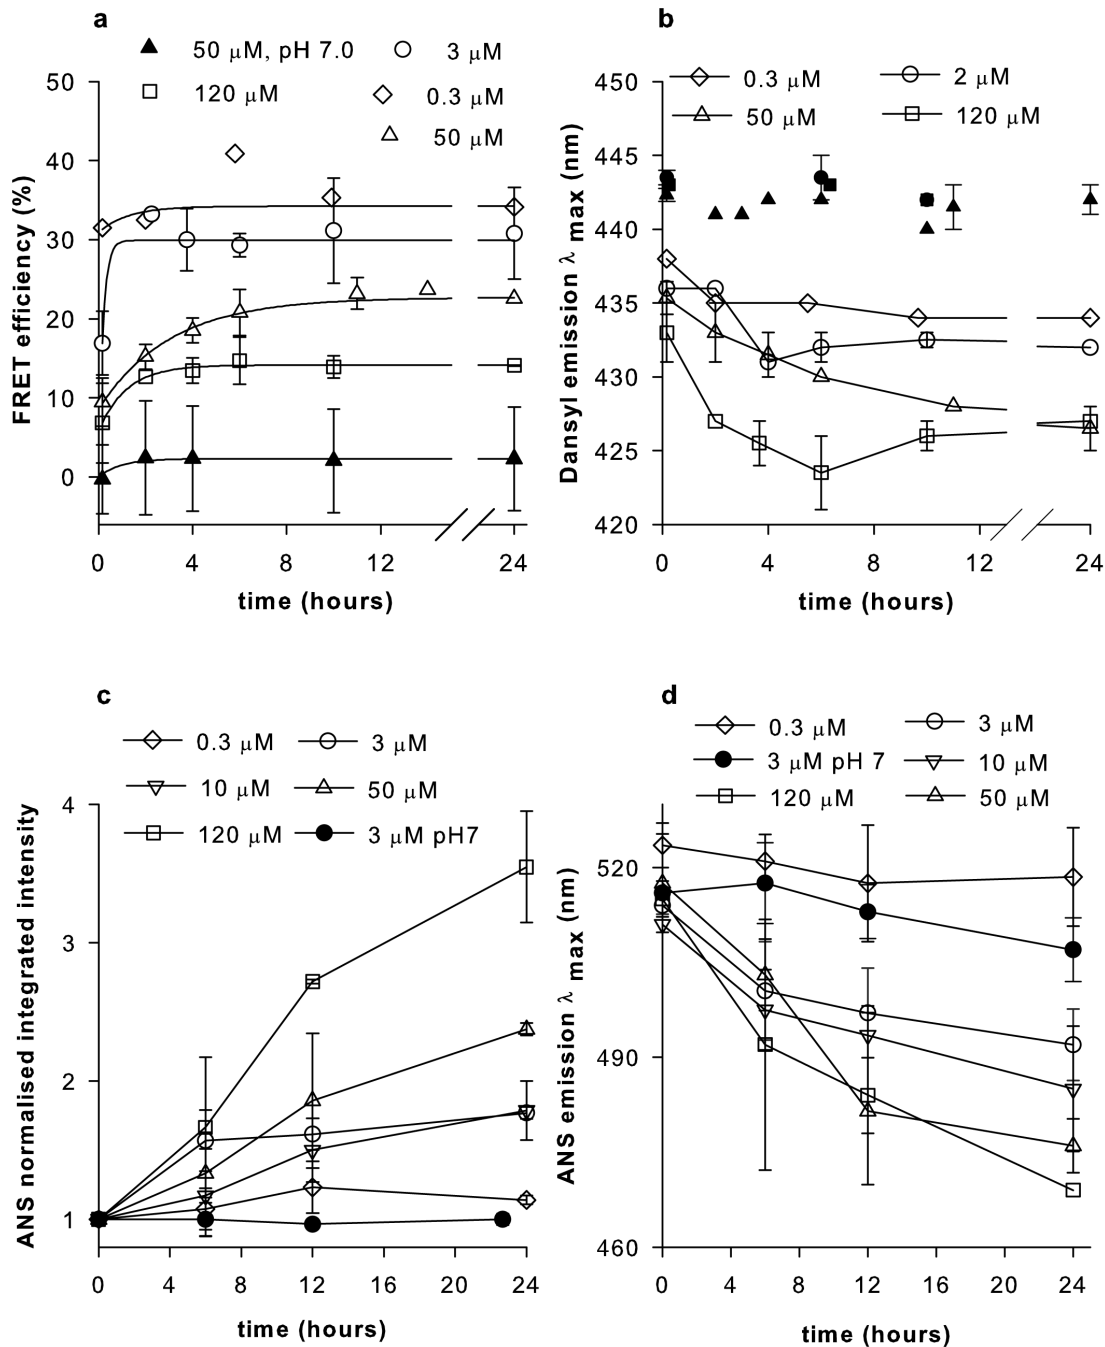 a
50 μM, pH 7.0
3 μM
120 μM
0.3 μM
50 μM
FRET efficiency (%)
50
40
30
20
10
0
0 8 12 24
time (hours)
b
0.3 μM
2 μM
50 μM
120 μM
Dansyl emission λ max (nm)
450
445
440
435
430
425
420
0 4 8 12 24
time (hours)
c
0.3 μM
3 μM
10 μM
50 μM
120 μM
3 μM pH7
ANS normalised integrated intensity
4
3
2
1
0 4 8 12 16 20 24
time (hours)
d
0.3 μM
3 μM
3 μM pH 7
10 μM
120 μM
50 μM
ANS emission λ max (nm)
520
490
460
0 4 8 12 16 20 24
time (hours)